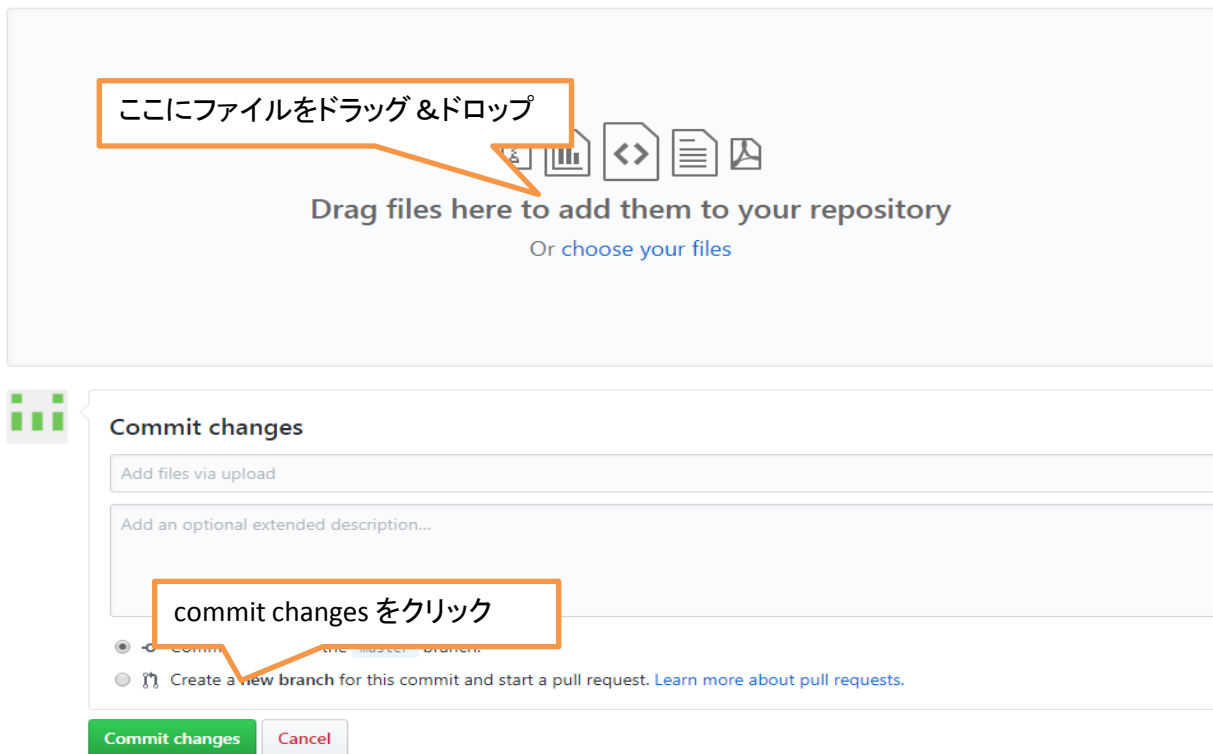 ここにファイルをドラッグ &ドロップ
Drag files here to add them to your repository
Or choose your files
Commit changes
Add files via upload
Add an optional extended description...
commit changes をクリック
the branch.
Create a new branch for this commit and start a pull request. Learn more about pull requests.
Commit changes Cancel